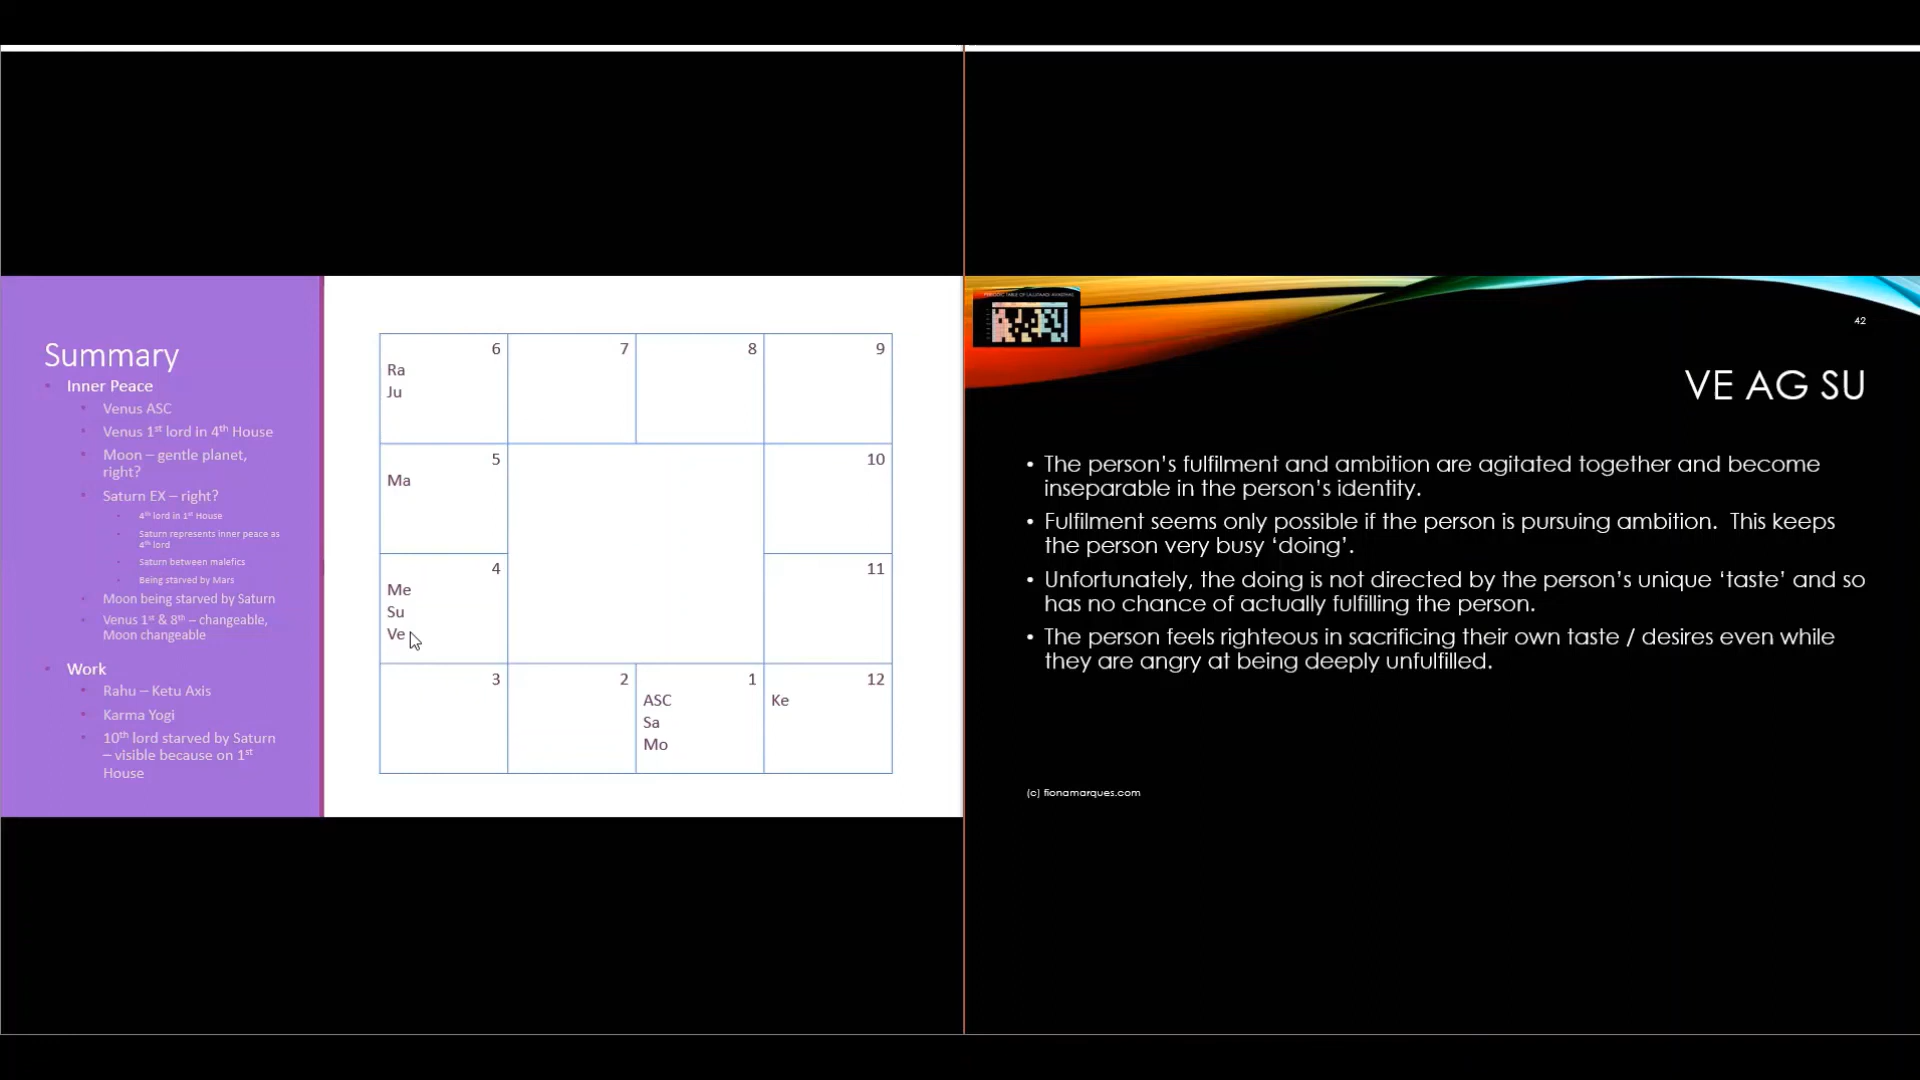 Summary
Inner Peace
Venus ASC
Venus 1st lord in 4th House
Moon – gentle planet,
right?
Saturn EX – right?
4th lord in 1st House
Saturn represents inner peace as
4th lord
Saturn between malefics
Being starved by Mars
Moon being starved by Saturn
Venus 1st & 8th – changeable,
Moon changeable
Work
Rahu – Ketu Axis
Karma Yogi
10th lord starved by Saturn
– visible because on 1st
House
6
Ra
Ju
7
8
9
5
Ma
10
4
Me
Su
Ve
11
3
2
1
ASC
Sa
Mo
12
Ke
42
VE AG SU
• The person’s fulfilment and ambition are agitated together and become
inseparable in the person’s identity.
• Fulfilment seems only possible if the person is pursuing ambition. This keeps
the person very busy ‘doing’.
• Unfortunately, the doing is not directed by the person’s unique ‘taste’ and so
has no chance of actually fulfilling the person.
• The person feels righteous in sacrificing their own taste / desires even while
they are angry at being deeply unfulfilled.
(c) fionamarques.com